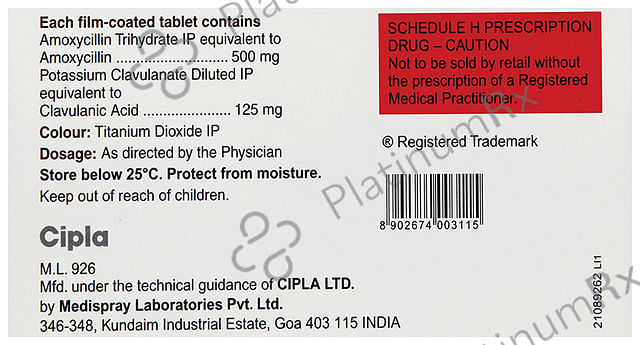 Each film-coated tablet contains
Amoxycillin Trihydrate IP equivalent to
Amoxycillin .......................... 500 mg
Potassium Clavulanate Diluted IP
equivalent to
Clavulanic Acid ...................... 125 mg
Colour: Titanium Dioxide IP
Dosage: As directed by the Physician
Store below 25°C. Protect from moisture.
Keep out of reach of children.
Cipla
M.L. 926
Mfd. under the technical guidance of CIPLA LTD.
by Medispray Laboratories Pvt. Ltd.
346-348, Kundaim Industrial Estate, Goa 403 115 INDIA
SCHEDULE H PRESCRIPTION
DRUG – CAUTION
Not to be sold by retail without
the prescription of a Registered
Medical Practitioner.
® Registered Trademark
8 902674 003115
21089262 LI1
PlatinumRx
PlatinumRx